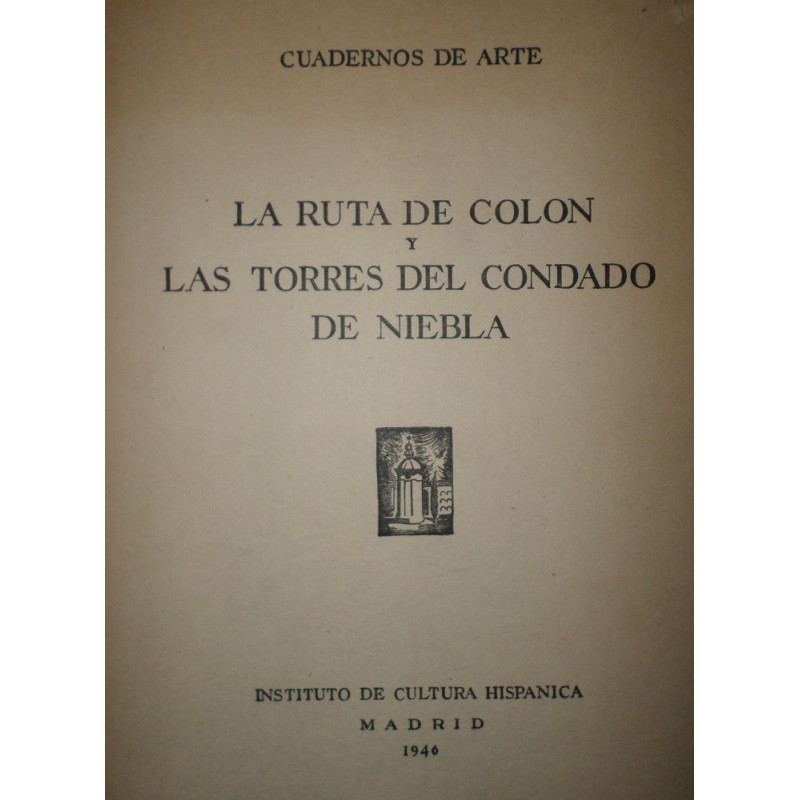 CUADERNOS DE ARTE
LA RUTA DE COLON
Y
LAS TORRES DEL CONDADO
DE NIEBLA
INSTITUTO DE CULTURA HISPANICA
MADRID
1946